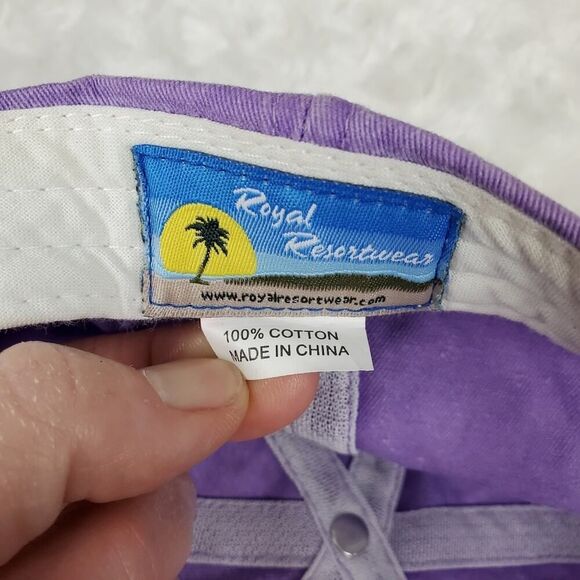 Royal
Resortwear
www.royalresortwear.com
100% COTTON
MADE IN CHINA